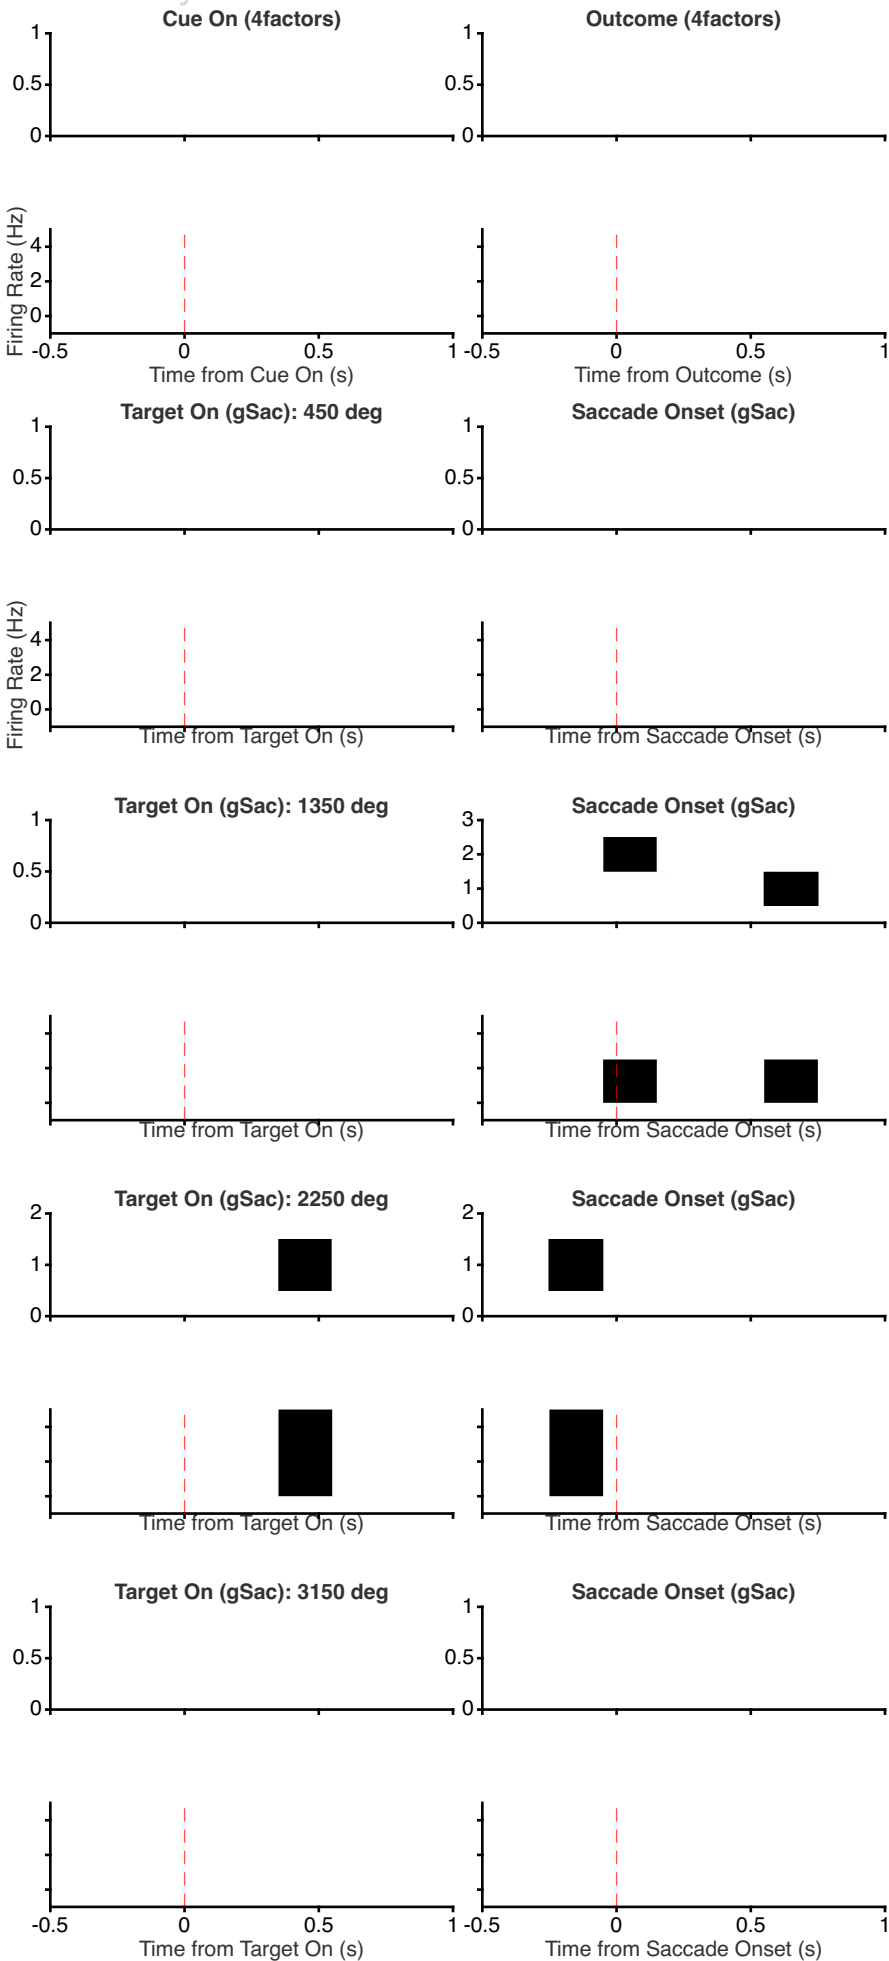 Cue On (4factors) Outcome (4factors)
1 1
0.5 0.5
0 0
Firing Rate (Hz)
4
2
0
-0.5 0 0.5 1 -0.5 0 0.5 1
Time from Cue On (s) Time from Outcome (s)
Target On (gSac): 450 deg Saccade Onset (gSac)
1 1
0.5 0.5
0 0
Firing Rate (Hz)
4
2
0
Time from Target On (s) Time from Saccade Onset (s)
Target On (gSac): 1350 deg Saccade Onset (gSac)
1 3
2
0.5 1
0 0
Time from Target On (s) Time from Saccade Onset (s)
Target On (gSac): 2250 deg Saccade Onset (gSac)
2 2
1 1
0 0
Time from Target On (s) Time from Saccade Onset (s)
Target On (gSac): 3150 deg Saccade Onset (gSac)
1 1
0.5 0.5
0 0
-0.5 0 0.5 1 -0.5 0 0.5 1
Time from Target On (s) Time from Saccade Onset (s)